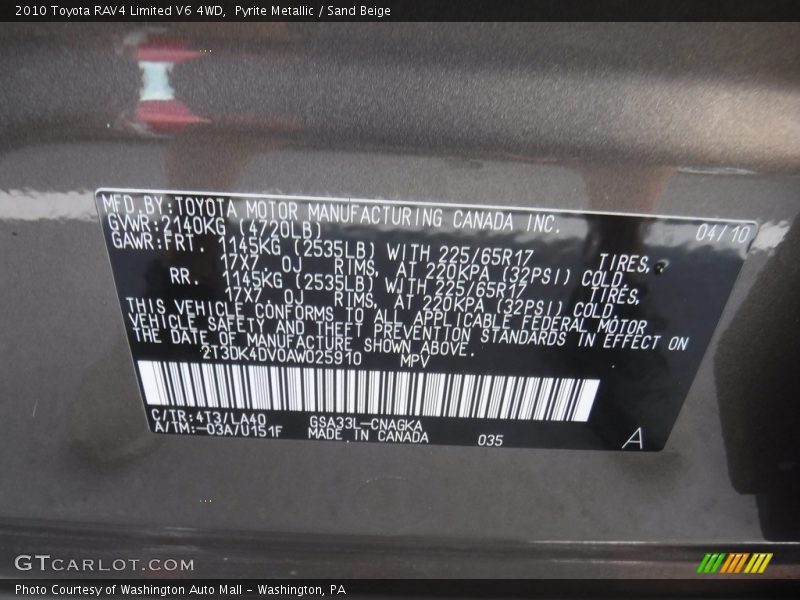 2010 Toyota RAV4 Limited V6 4WD,  Pyrite Metallic / Sand Beige
MFD BY:TOYOTA MOTOR MANUFACTURING CANADA INC. 04/10
GVWR:2140KG (4720LB)
GAWR:FRT. 1145KG (2535LB) WITH 225/65R17 TIRES,
17X7.0J RIMS, AT 220KPA (32PSI) COLD.
RR. 1145KG (2535LB) WITH 225/65R17 TIRES,
17X7.0J RIMS, AT 220KPA (32PSI) COLD.
THIS VEHICLE CONFORMS TO ALL APPLICABLE FEDERAL MOTOR
VEHICLE SAFETY AND THEFT PREVENTION STANDARDS IN EFFECT ON
THE DATE OF MANUFACTURE SHOWN ABOVE.
2T3DK4DV0AW025910 MPV
C/TR:4T3/LA40 GSA33L-CNAGKA
A/TM:-03A/U151F MADE IN CANADA 035 A
GTCARLOT.COM
Photo Courtesy of Washington Auto Mall - Washington, PA